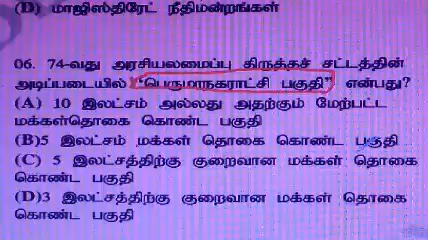 (D) மாஜிஸ்திரேட் நீதிமன்றங்கள்
06. 74-வது அரசியலமைப்பு திருத்தச் சட்டத்தின்
அடிப்படையில் "பெருமாநகராட்சி பகுதி" என்பது?
(A) 10 இலட்சம் அல்லது அதற்கும் மேற்பட்ட
மக்கள்தொகை கொண்ட பகுதி
(B)5 இலட்சம் மக்கள் தொகை கொண்ட பகுதி
(C) 5 இலட்சத்திற்கு குறைவான மக்கள் தொகை
கொண்ட பகுதி
(D)3 இலட்சத்திற்கு குறைவான மக்கள் தொகை
கொண்ட பகுதி